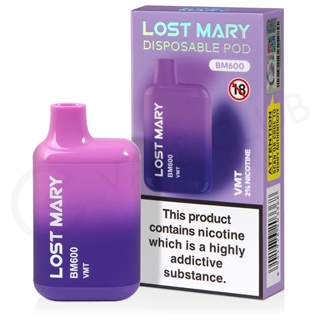 LOST MARY
DISPOSABLE POD
BM600
18
VMT
2% NICOTINE
ATTENTION
This product
contains nicotine
which is a highly
addictive
substance.
LOST MARY
BM600
VMT
LOST MARY
BM600